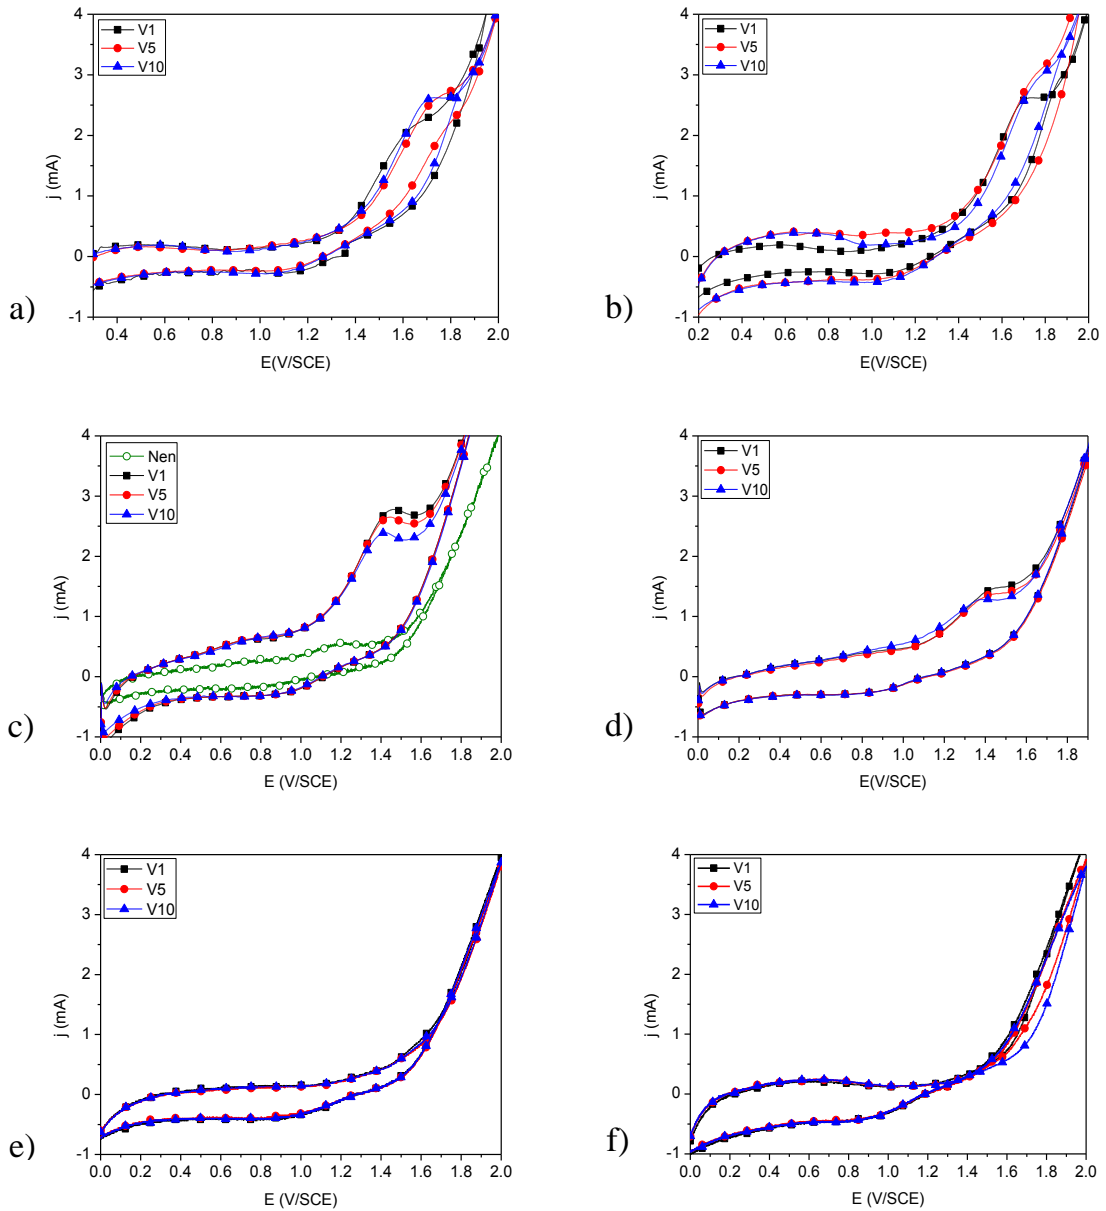 4
3
2
1
0
-1
j (mA)
V1
V5
V10
0.4 0.6 0.8 1.0 1.2 1.4 1.6 1.8 2.0
E(V/SCE)
a)
4
3
2
1
0
-1
j (mA)
V1
V5
V10
0.2 0.4 0.6 0.8 1.0 1.2 1.4 1.6 1.8 2.0
E(V/SCE)
b)
4
3
2
1
0
-1
j (mA)
Nen
V1
V5
V10
0.0 0.2 0.4 0.6 0.8 1.0 1.2 1.4 1.6 1.8 2.0
E (V/SCE)
c)
4
3
2
1
0
-1
j (mA)
V1
V5
V10
0.0 0.2 0.4 0.6 0.8 1.0 1.2 1.4 1.6 1.8
E(V/SCE)
d)
4
3
2
1
0
-1
j (mA)
V1
V5
V10
0.0 0.2 0.4 0.6 0.8 1.0 1.2 1.4 1.6 1.8 2.0
E (V/SCE)
e)
4
3
2
1
0
-1
j (mA)
V1
V5
V10
0.0 0.2 0.4 0.6 0.8 1.0 1.2 1.4 1.6 1.8 2.0
E (V/SCE)
f)